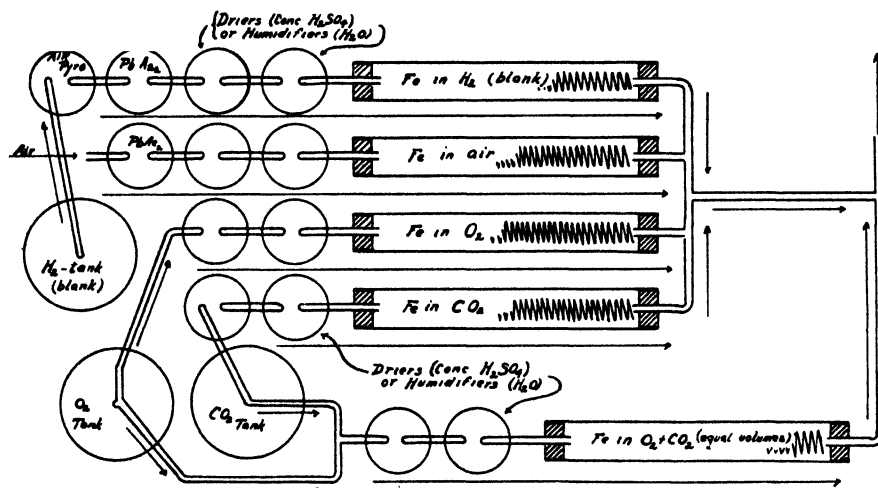 Driers (Conc H₂SO₄)
or Humidifiers (H₂O)
Alk.
Pyro
Pb Ac₂
Fe in H₂ (blank)
Air
PbAc₂
Fe in air
H₂-tank
(blank)
Fe in O₂
Fe in CO₂
Driers (Conc H₂SO₄)
or Humidifiers (H₂O)
O₂
Tank
CO₂ Tank
Fe in O₂+CO₂ (equal volumes)